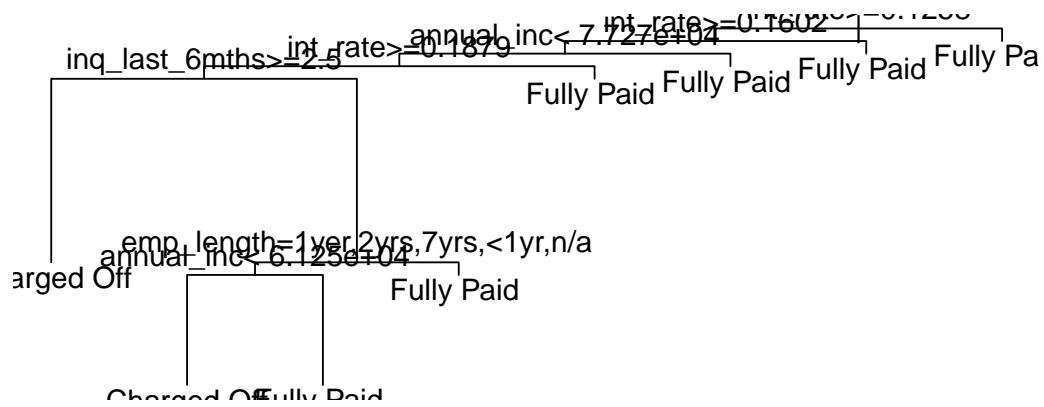 int_rate>=0.1602
annual_inc< 7.727e+04
int_rate>=0.1879
inq_last_6mths>=2.5
Fully Pa
Fully Paid
Fully Paid
Fully Paid
emp_length=1yer,2yrs,7yrs,<1yr,n/a
annual_inc< 6.125e+04
arged Off
Fully Paid
Charged Off
Fully Paid